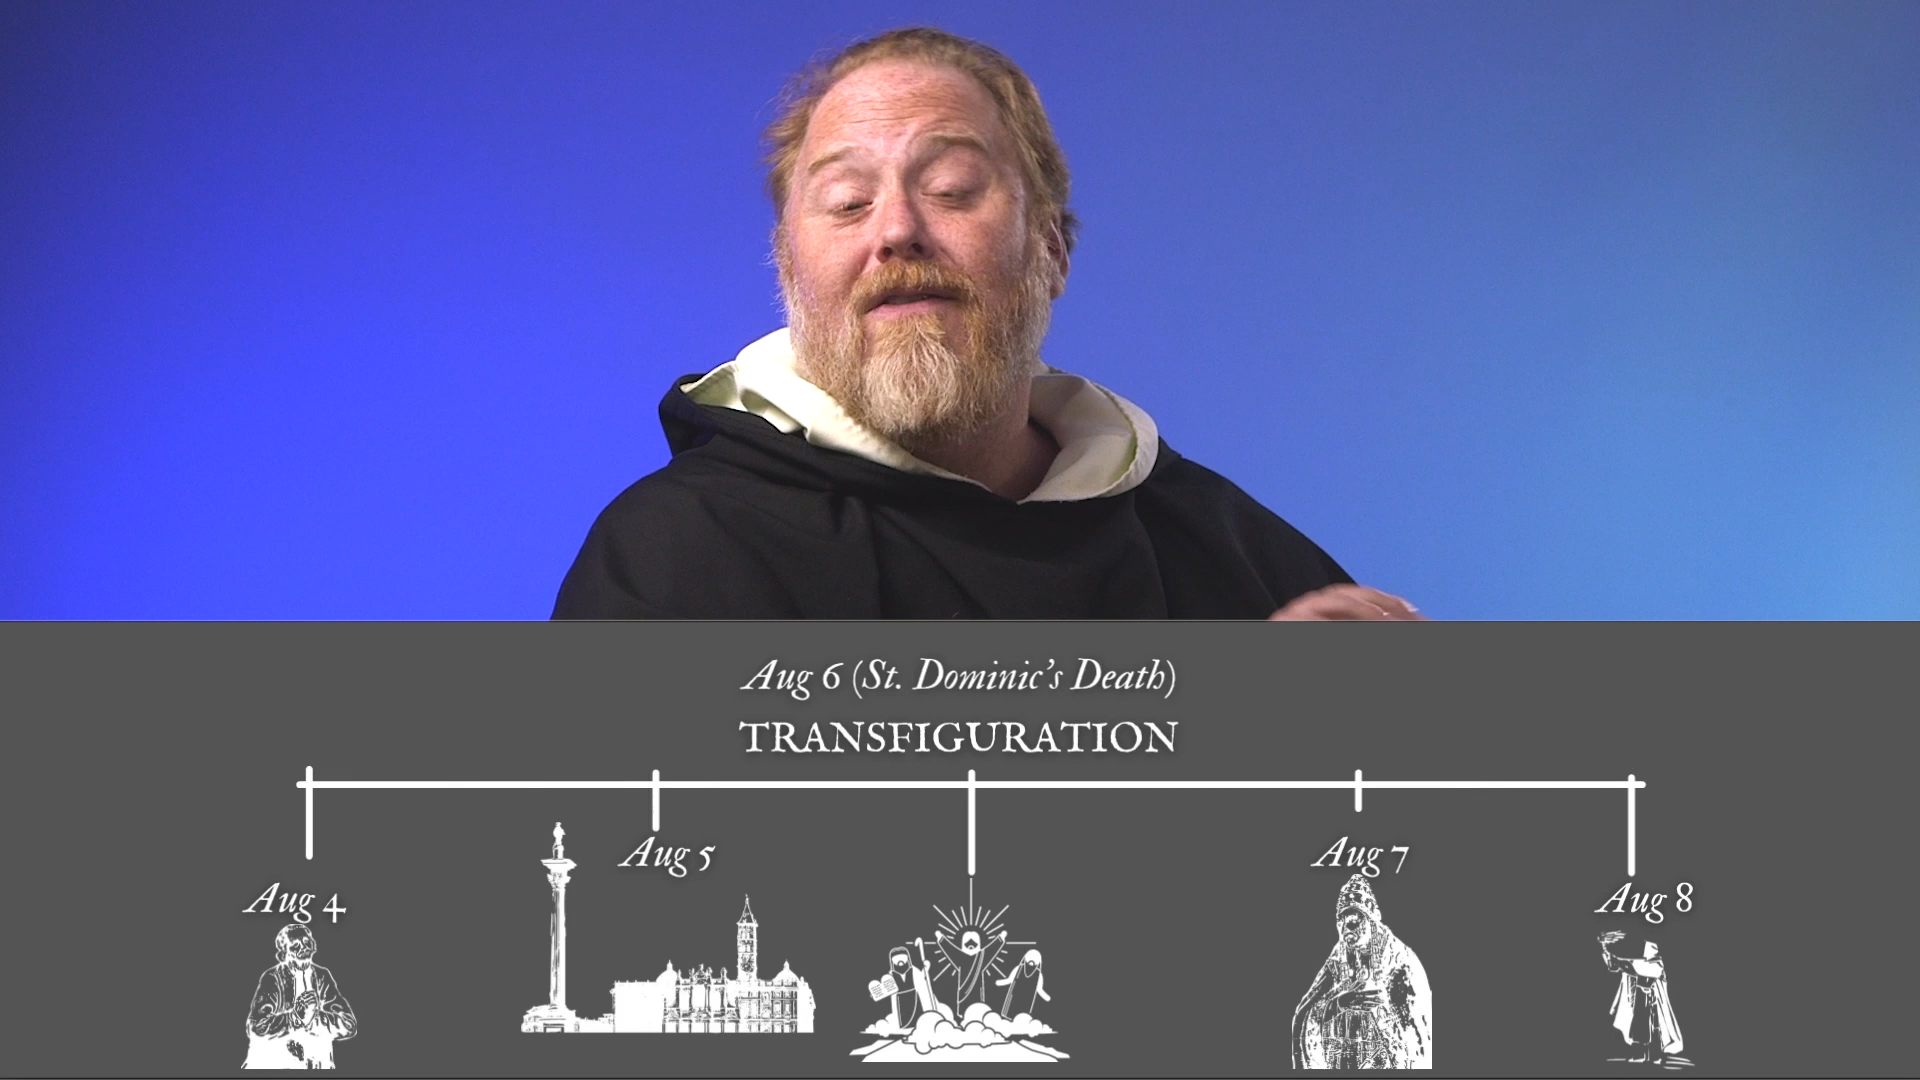 Aug 6 (St. Dominic's Death)
TRANSFIGURATION
Aug 4
Aug 5
Aug 7
Aug 8